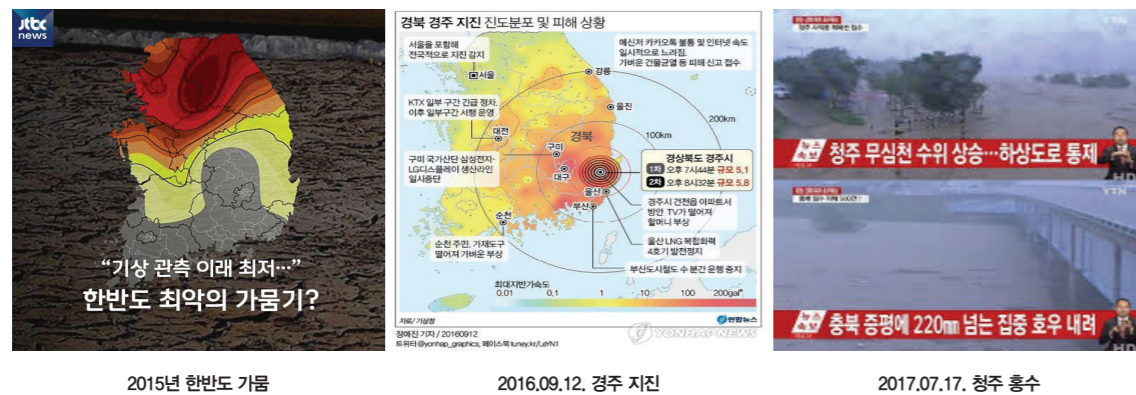 jtbc
news
“기상 관측 이래 최저…”
한반도 최악의 가뭄기?
경북 경주 지진 진도분포 및 피해 상황
서울을 포함해
전국적으로 지진 감지
메신저 카카오톡 불통 및 인터넷 속도
일시적으로 느려짐,
가벼운 건물균열 등 피해 신고 접수
서울
강릉
KTX 일부 구간 긴급 정차,
이후 일부구간 서행 운영
울진
200km
대전
경북
100km
구미
구미 국가산단 삼성전자·
LG디스플레이 생산라인
일시중단
대구
경상북도 경주시
1차 오후 7시44분 규모 5.1
2차 오후 8시32분 규모 5.8
울산
부산
경주시 건천읍 아파트서
방안 TV가 떨어져
할머니 부상
순천
순천 주민, 가재도구
떨어져 가벼운 부상
울산 LNG 복합화력
4호기 발전정지
부산도시철도 수 분간 운행 중지
최대지반가속도
0.01 0.1 1 10 100 200gal*
자료/ 기상청
연합뉴스
장예진 기자 / 20160912
트위터 @yonhap_graphics, 페이스북 tuney.kr/LeYN1
YONHAPNEWS
YTN
뉴스
속보
청주 무심천 수위 상승…하상도로 통제
HD
YTN
뉴스
속보
충북 증평에 220㎜ 넘는 집중 호우 내려
HD
2015년 한반도 가뭄
2016.09.12. 경주 지진
2017.07.17. 청주 홍수